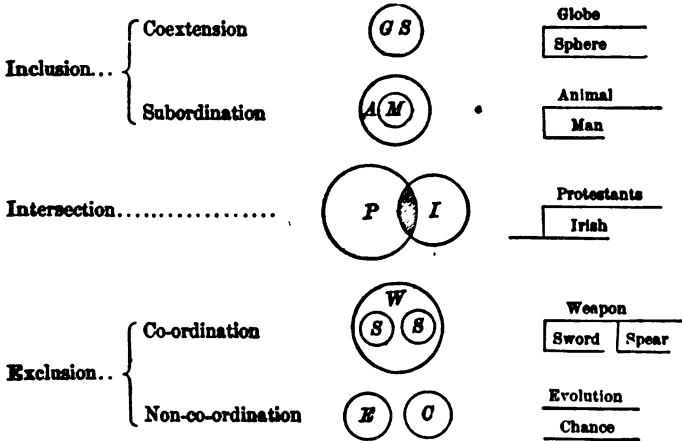 Coextension G S Globe
Sphere
Inclusion...
Subordination A M Animal
Man
Intersection..................... P I Protestants
Irish
Co-ordination W S S Weapon
Sword Spear
Exclusion..
Non-co-ordination E C Evolution
Chance